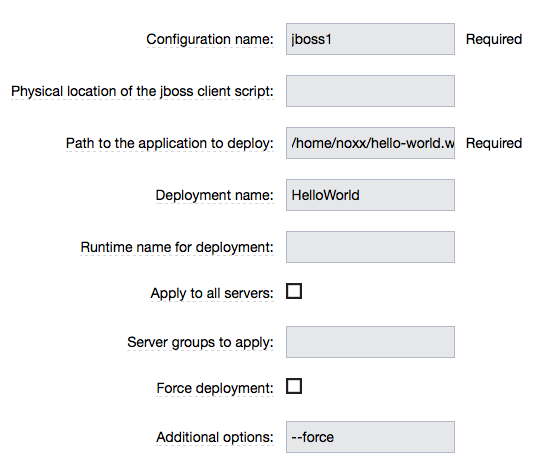 Configuration name: jboss1 Required
Physical location of the jboss client script:
Path to the application to deploy: /home/noxx/hello-world.w Required
Deployment name: HelloWorld
Runtime name for deployment:
Apply to all servers:
Server groups to apply:
Force deployment:
Additional options: --force